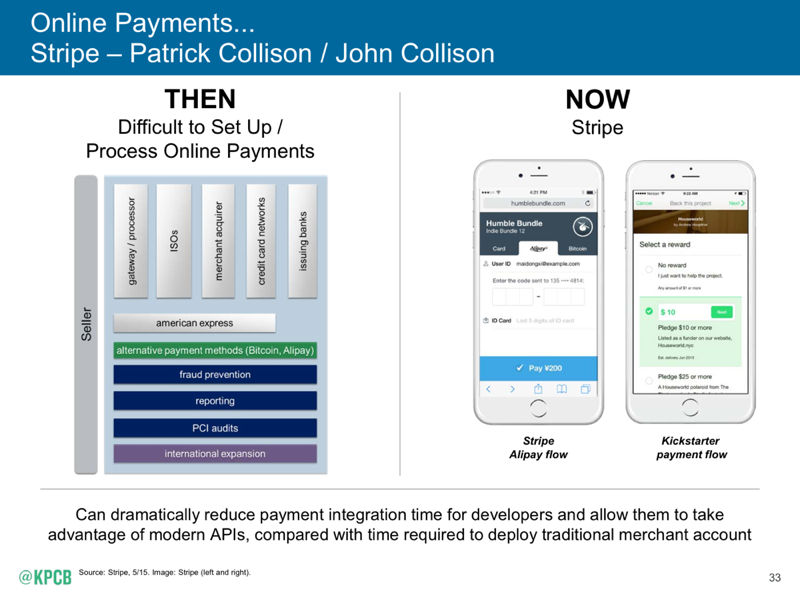 Online Payments...
Stripe – Patrick Collison / John Collison
THEN
Difficult to Set Up /
Process Online Payments
Seller
gateway / processor
ISOs
merchant acquirer
credit card networks
issuing banks
american express
alternative payment methods (Bitcoin, Alipay)
fraud prevention
reporting
PCI audits
international expansion
NOW
Stripe
4:21 PM
humblebundle.com
Humble Bundle
Indie Bundle 12
Card
Alipay
Bitcoin
User ID maidongxi@example.com
Enter the code sent to 135 •••• 4814:
-
ID Card Last 5 digits of ID card
Pay ¥200
Stripe
Alipay flow
Verizon
Cancel
Back this project
Next
Houseworld
Select a reward
No reward
I just want to help the project.
Any amount of $1 or more
$ 10
Next
Pledge $10 or more
Listed as a funder on our website,
Houseworld.nyc
Est. delivery Jun 2015
Pledge $25 or more
A Houseworld polaroid from The
Kickstarter
payment flow
Can dramatically reduce payment integration time for developers and allow them to take
advantage of modern APIs, compared with time required to deploy traditional merchant account
@KPCB
Source: Stripe, 5/15. Image: Stripe (left and right).
33